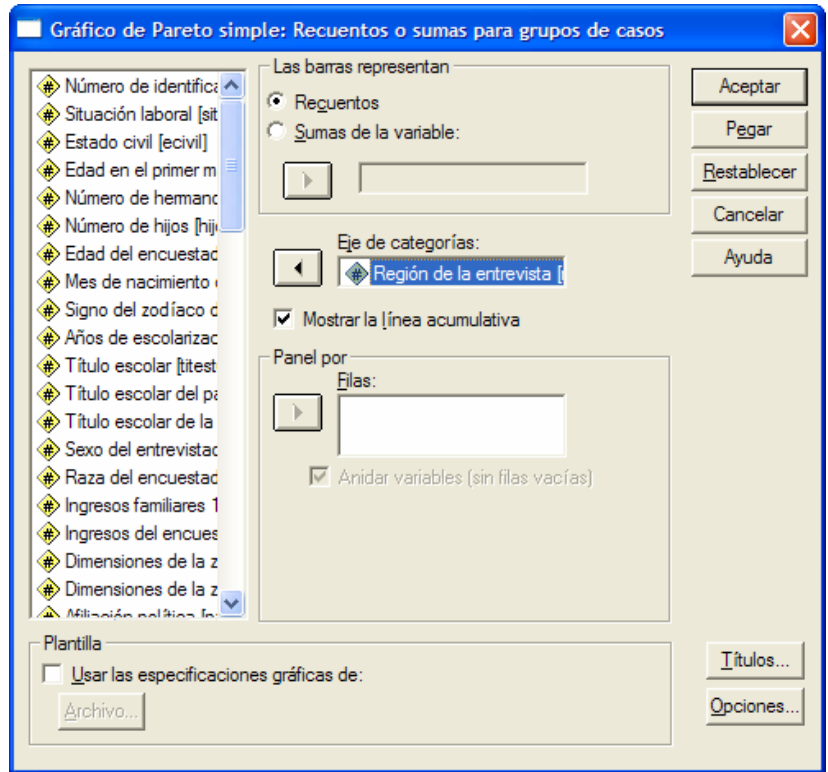 Gráfico de Pareto simple: Recuentos o sumas para grupos de casos
Número de identifica
Situación laboral [sit
Estado civil [ecivil]
Edad en el primer m
Número de hermano
Número de hijos [hij
Edad del encuestad
Mes de nacimiento
Signo del zodíaco d
Años de escolarizac
Título escolar [titest
Título escolar del pa
Título escolar de la
Sexo del entrevistac
Raza del encuestad
Ingresos familiares 1
Ingresos del encues
Dimensiones de la z
Dimensiones de la z
Afiliación política [pa
Las barras representan
Recuentos
Sumas de la variable:
Eje de categorías:
Región de la entrevista [r
Mostrar la línea acumulativa
Panel por
Filas:
Anidar variables (sin filas vacías)
Aceptar
Pegar
Restablecer
Cancelar
Ayuda
Plantilla
Usar las especificaciones gráficas de:
Archivo...
Títulos...
Opciones...